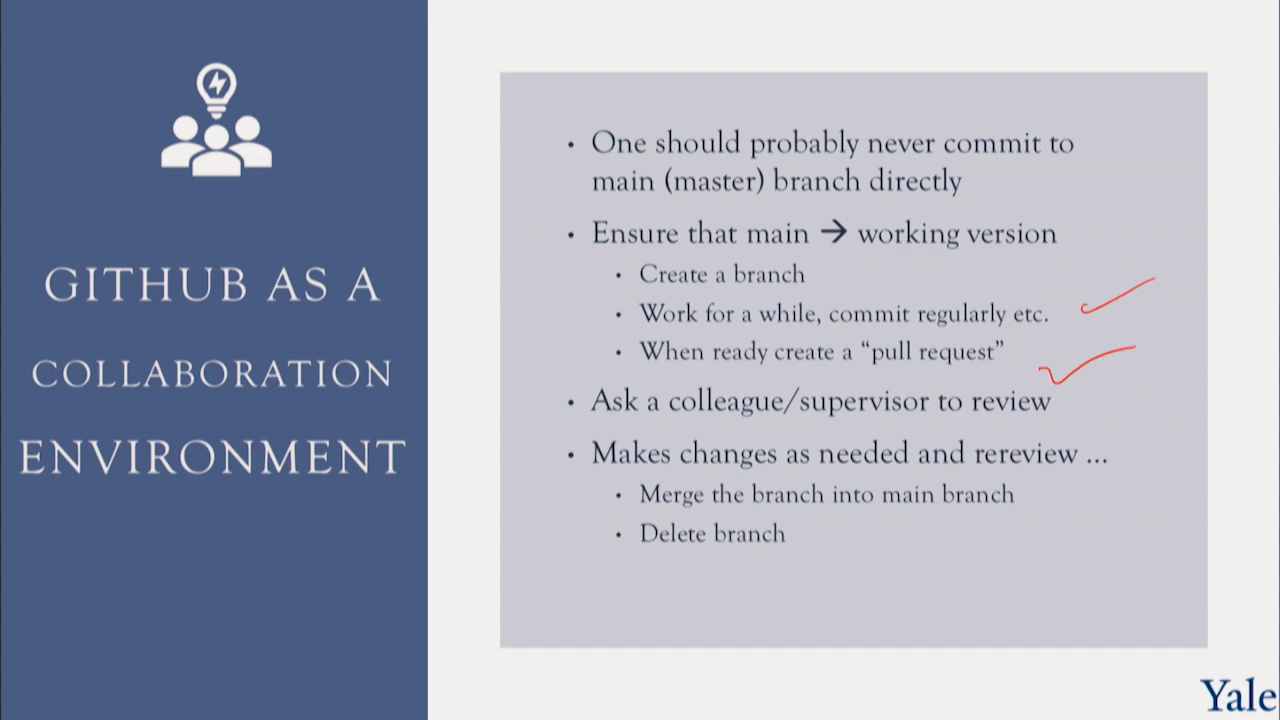 GITHUB AS A
COLLABORATION
ENVIRONMENT
• One should probably never commit to
main (master) branch directly
• Ensure that main → working version
• Create a branch
• Work for a while, commit regularly etc.
• When ready create a “pull request”
• Ask a colleague/supervisor to review
• Makes changes as needed and rereview ...
• Merge the branch into main branch
• Delete branch
Yale